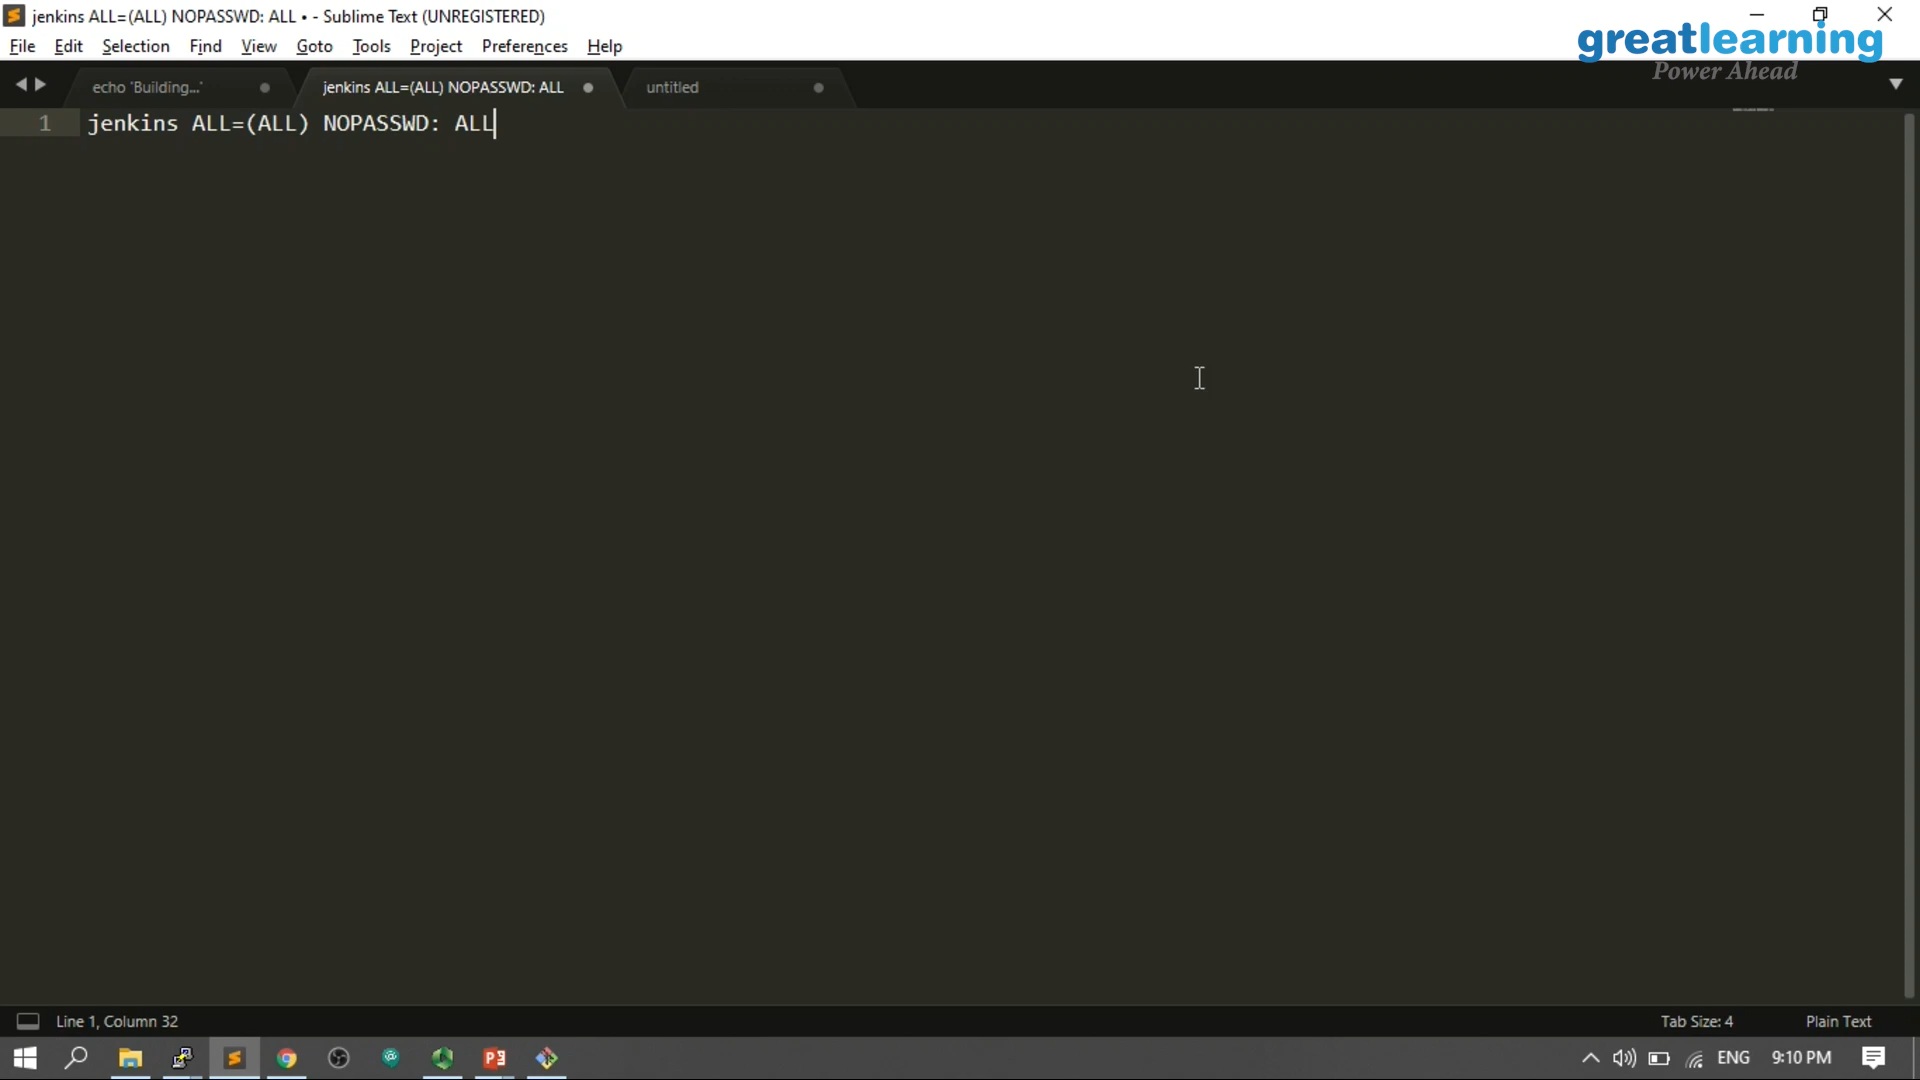 jenkins ALL=(ALL) NOPASSWD: ALL • - Sublime Text (UNREGISTERED)
File Edit Selection Find View Goto Tools Project Preferences Help
greatlearning
Power Ahead
echo 'Building...' jenkins ALL=(ALL) NOPASSWD: ALL untitled
1 jenkins ALL=(ALL) NOPASSWD: ALL
Line 1, Column 32 Tab Size: 4 Plain Text
ENG 9:10 PM